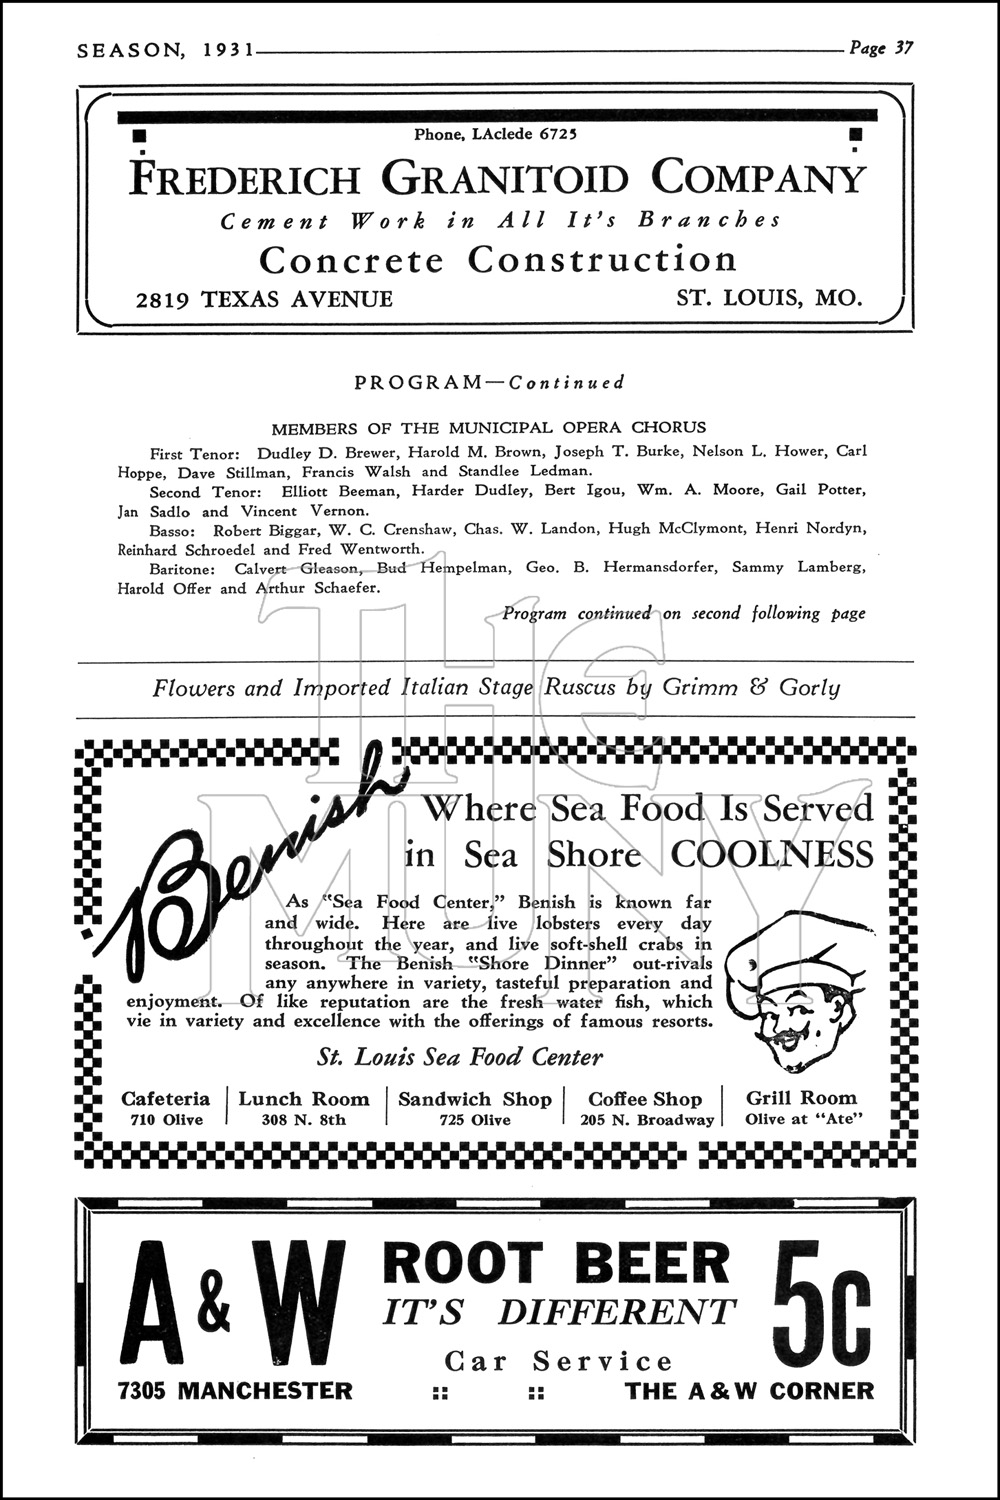 SEASON, 1931
Page 37
Phone, LAclede 6725
FREDERICH GRANITOID COMPANY
Cement Work in All It's Branches
Concrete Construction
2819 TEXAS AVENUE
ST. LOUIS, MO.
PROGRAM—Continued
MEMBERS OF THE MUNICIPAL OPERA CHORUS
First Tenor: Dudley D. Brewer, Harold M. Brown, Joseph T. Burke, Nelson L. Hower, Carl
Hoppe, Dave Stillman, Francis Walsh and Standlee Ledman.
Second Tenor: Elliott Beeman, Harder Dudley, Bert Igou, Wm. A. Moore, Gail Potter,
Jan Sadlo and Vincent Vernon.
Basso: Robert Biggar, W. C. Crenshaw, Chas. W. Landon, Hugh McClymont, Henri Nordyn,
Reinhard Schroedel and Fred Wentworth.
Baritone: Calvert Gleason, Bud Hempelman, Geo. B. Hermansdorfer, Sammy Lamberg,
Harold Offer and Arthur Schaefer.
Program continued on second following page
Flowers and Imported Italian Stage Ruscus by Grimm & Gorly
THE
MUNY
Benish
Where Sea Food Is Served
in Sea Shore COOLNESS
As "Sea Food Center," Benish is known far
and wide. Here are live lobsters every day
throughout the year, and live soft-shell crabs in
season. The Benish "Shore Dinner" out-rivals
any anywhere in variety, tasteful preparation and
enjoyment. Of like reputation are the fresh water fish, which
vie in variety and excellence with the offerings of famous resorts.
St. Louis Sea Food Center
Cafeteria
710 Olive
Lunch Room
308 N. 8th
Sandwich Shop
725 Olive
Coffee Shop
205 N. Broadway
Grill Room
Olive at "Ate"
A & W
ROOT BEER
IT'S DIFFERENT
Car Service
5c
7305 MANCHESTER
THE A & W CORNER